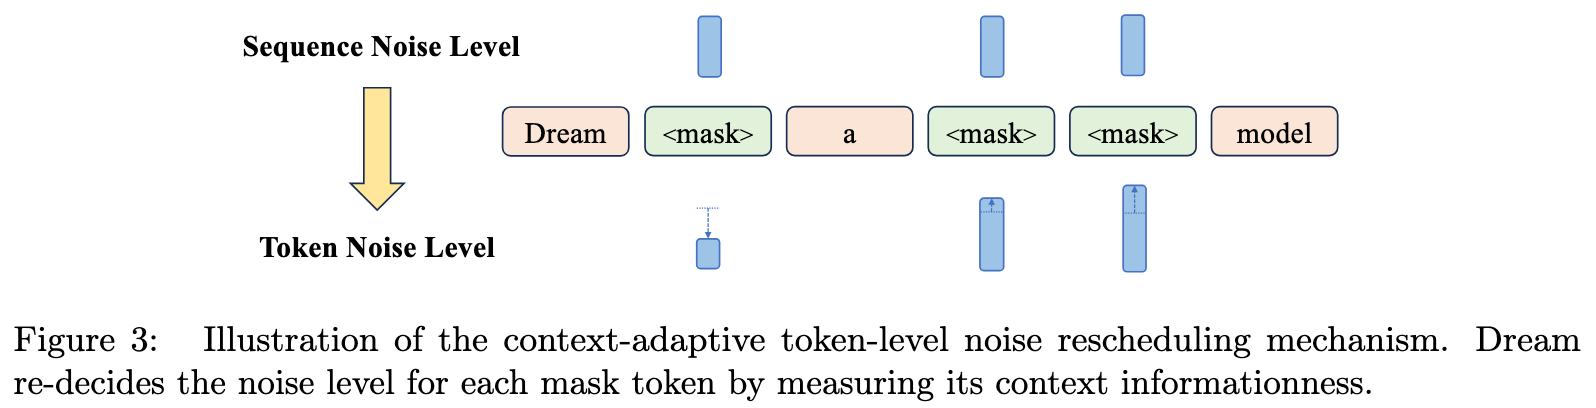 Sequence Noise Level
Dream <mask> a <mask> <mask> model
Token Noise Level
Figure 3: Illustration of the context-adaptive token-level noise rescheduling mechanism. Dream
re-decides the noise level for each mask token by measuring its context informationness.